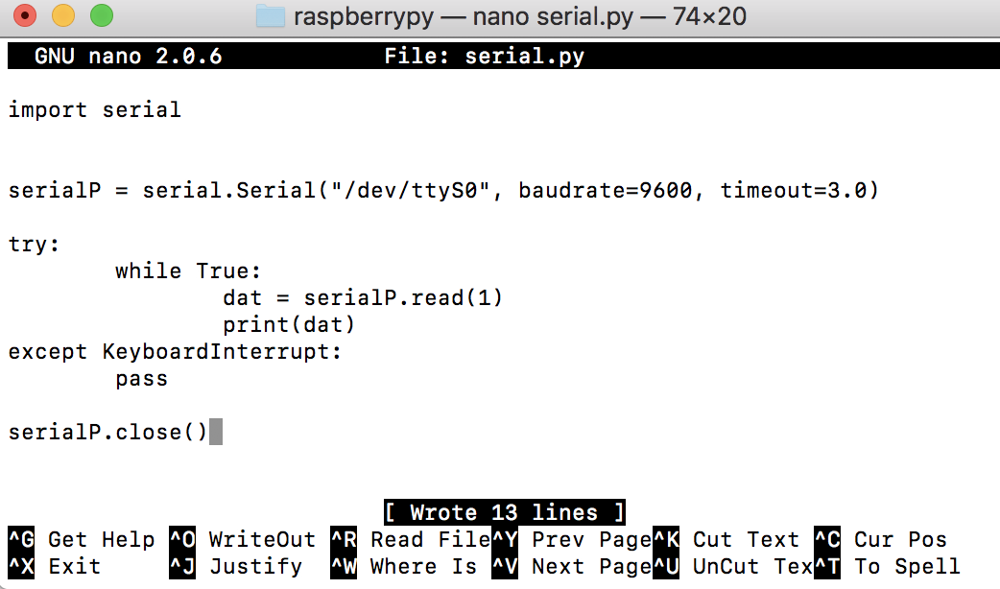 raspberrypy — nano serial.py — 74×20
GNU nano 2.0.6 File: serial.py
import serial
serialP = serial.Serial("/dev/ttyS0", baudrate=9600, timeout=3.0)
try:
while True:
dat = serialP.read(1)
print(dat)
except KeyboardInterrupt:
pass
serialP.close()
[ Wrote 13 lines ]
^G Get Help ^O WriteOut ^R Read File^Y Prev Page^K Cut Text ^C Cur Pos
^X Exit ^J Justify ^W Where Is ^V Next Page^U UnCut Tex^T To Spell